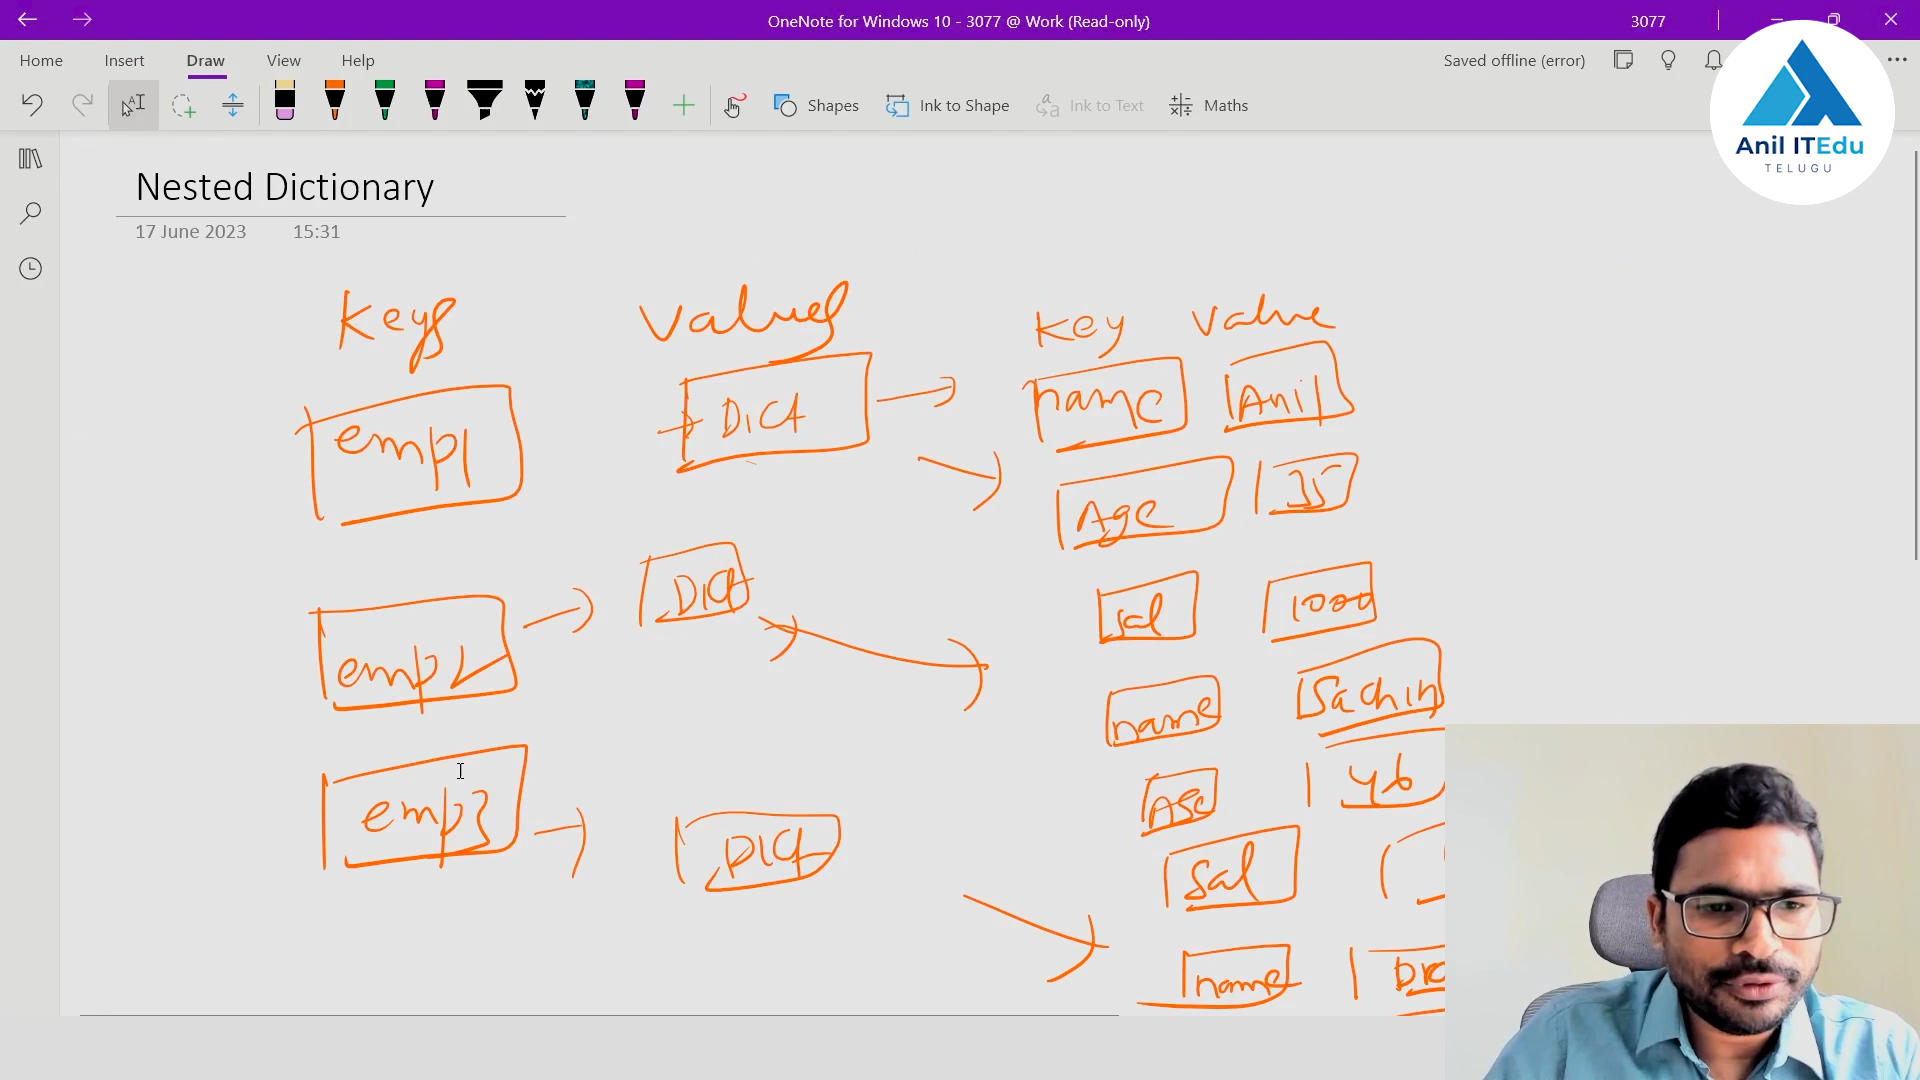 OneNote for Windows 10 - 3077 @ Work (Read-only)
3077
Home Insert Draw View Help
Saved offline (error)
Shapes Ink to Shape Ink to Text Maths
Anil ITEdu
TELUGU
Nested Dictionary
17 June 2023 15:31
Keys Values Key Value
emp1 Dict name Anil
Age 35
emp2 Dict sal 1000
name Sachin
Age 46
emp3 Dict Sal
name